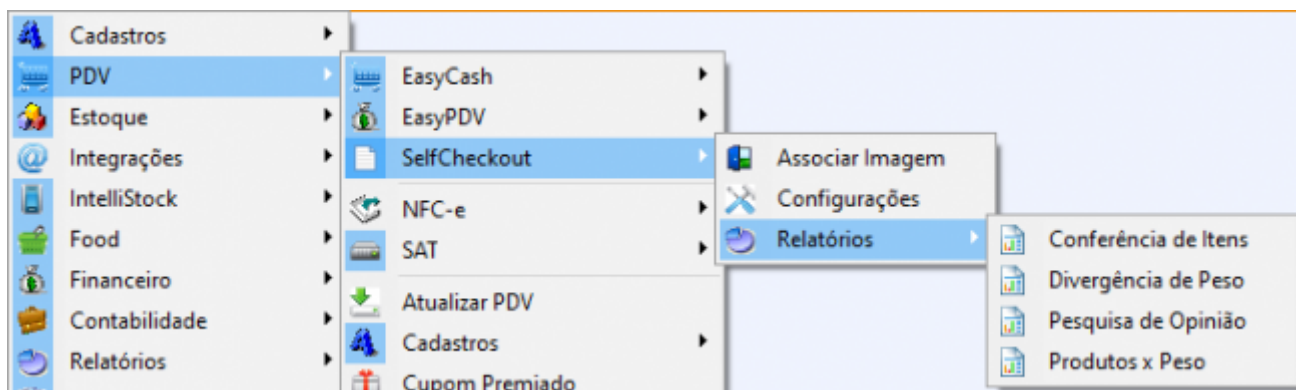 Cadastros
PDV
Estoque
Integrações
IntelliStock
Food
Financeiro
Contabilidade
Relatórios
EasyCash
EasyPDV
SelfCheckout
NFC-e
SAT
Atualizar PDV
Cadastros
Cupom Premiado
Associar Imagem
Configurações
Relatórios
Conferência de Itens
Divergência de Peso
Pesquisa de Opinião
Produtos x Peso